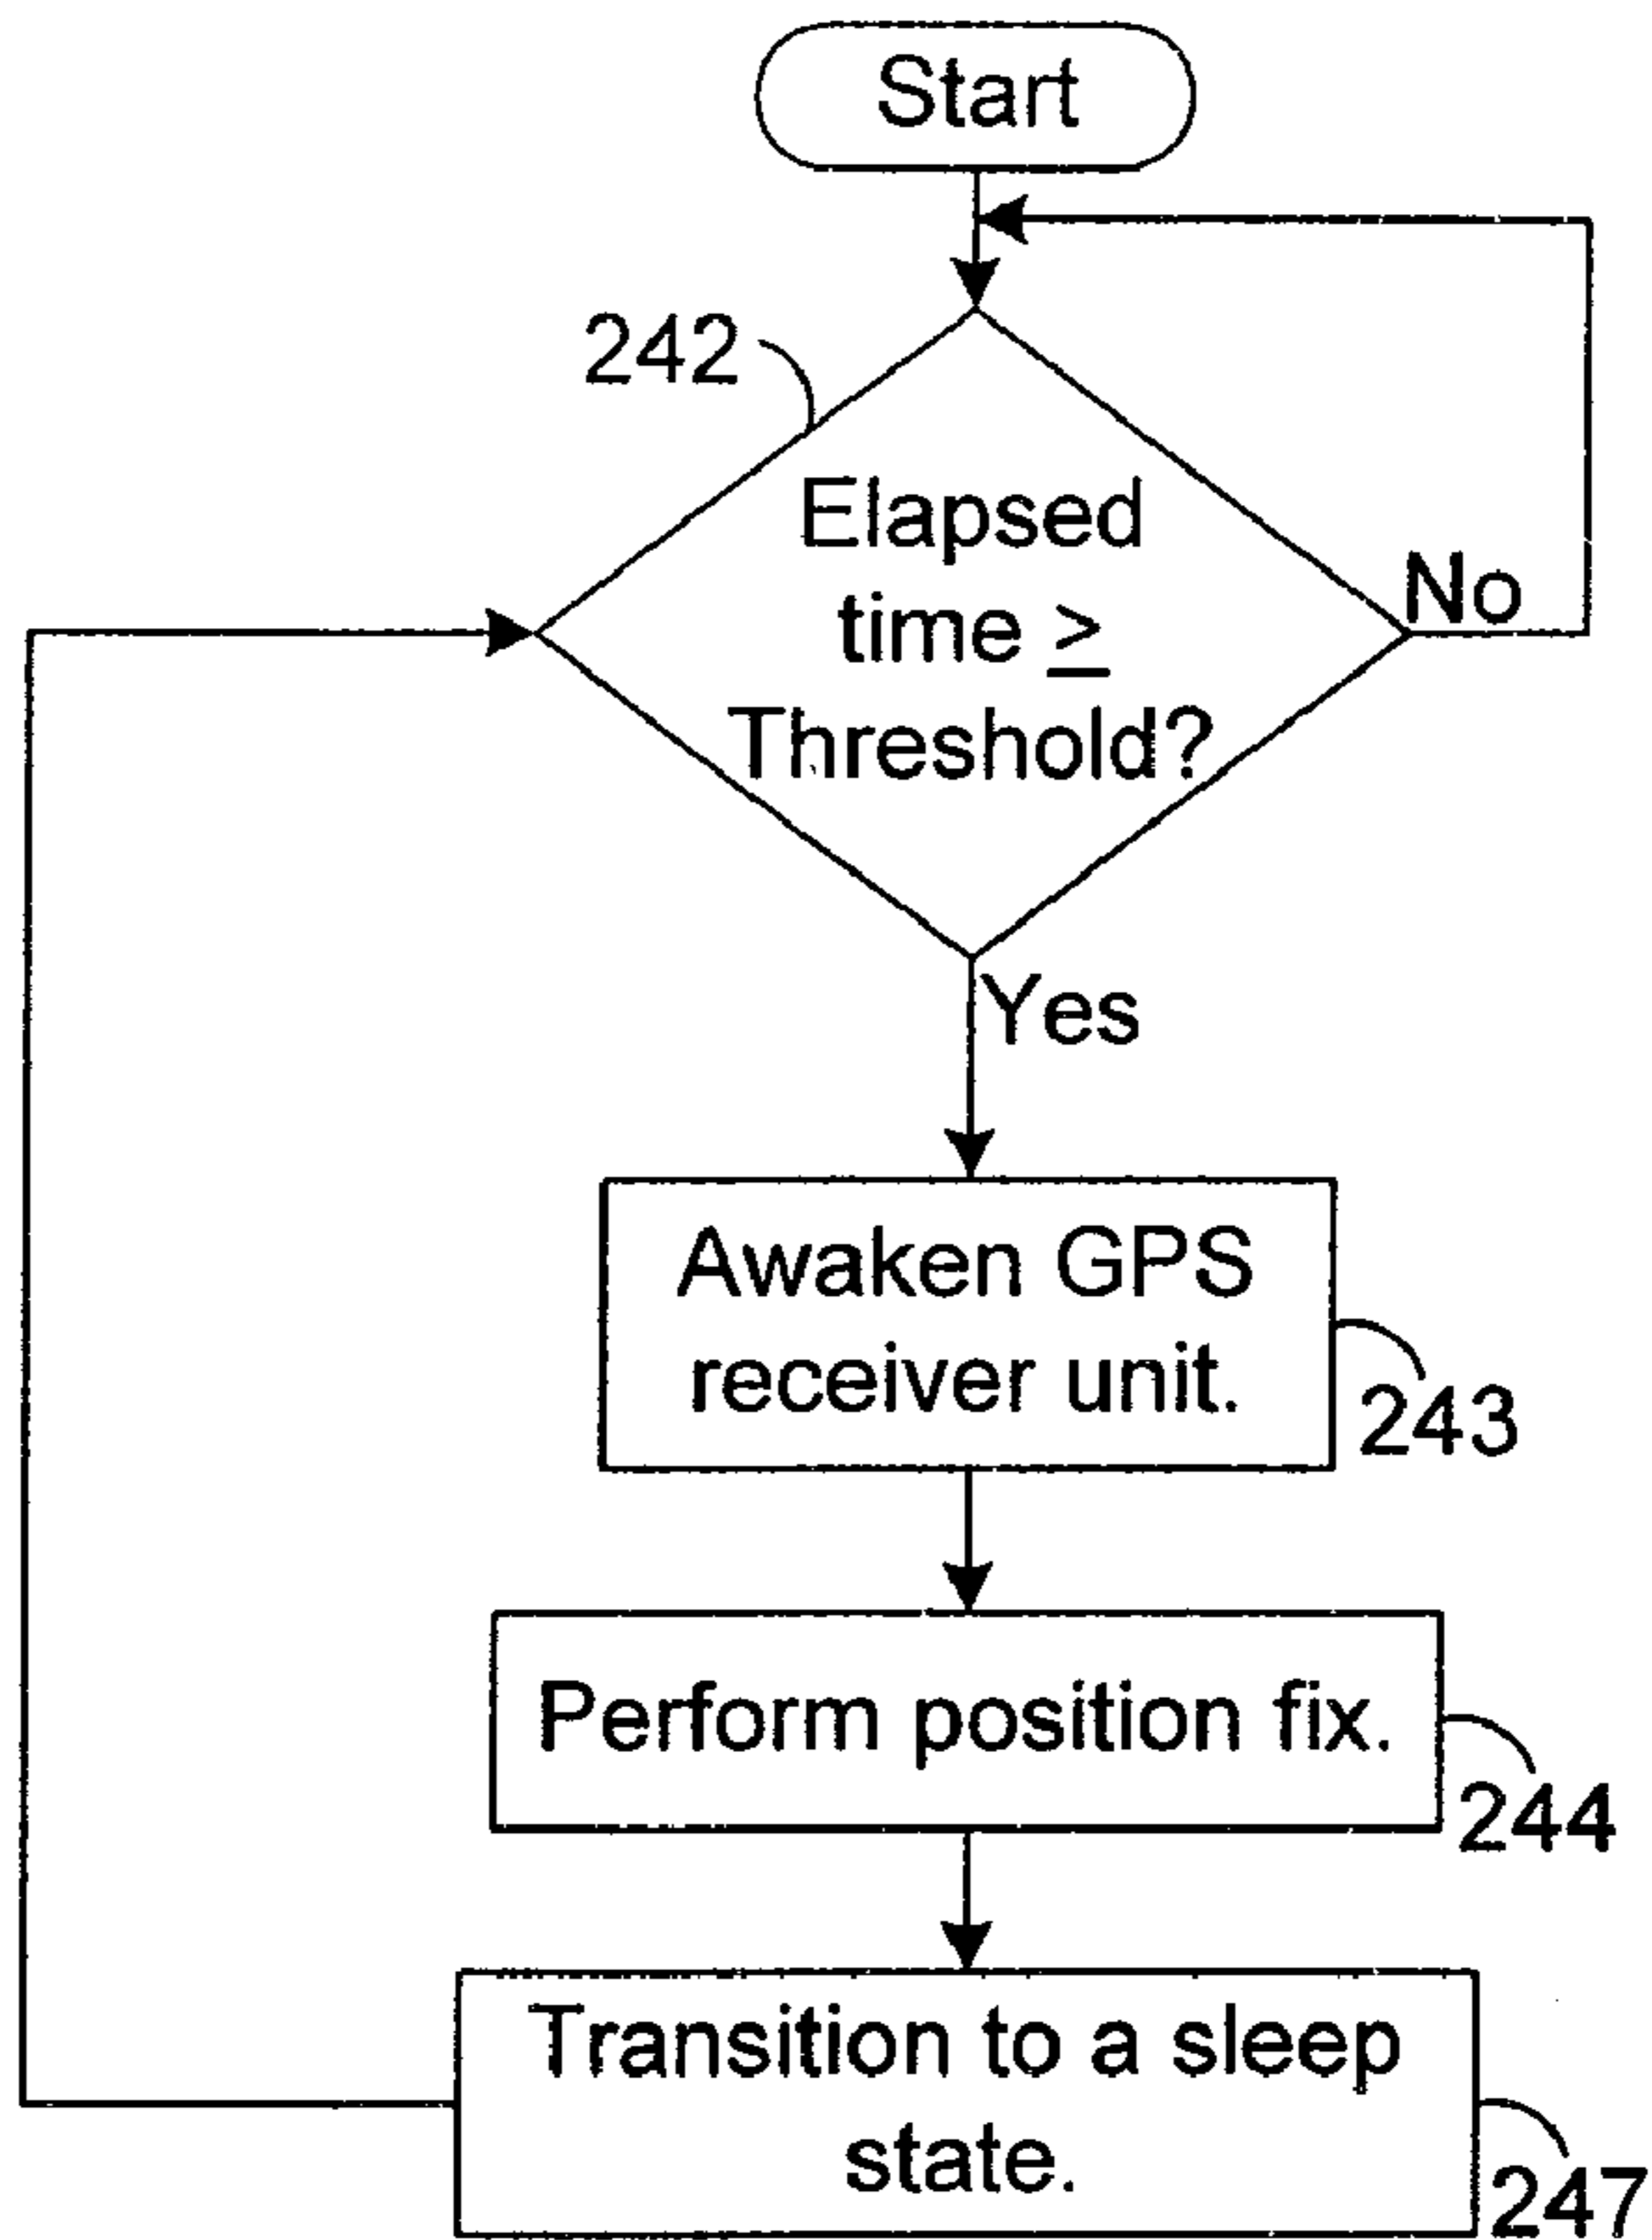 Start
242
Elapsed
time ≥
Threshold?
No
Yes
Awaken GPS
receiver unit.
243
Perform position fix.
244
Transition to a sleep
state.
247